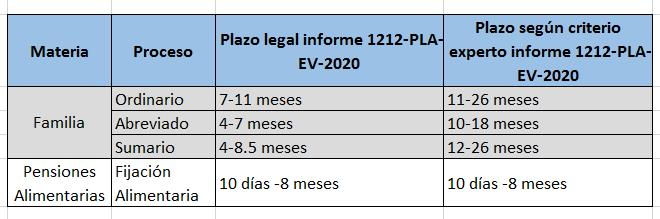 Materia Proceso Plazo legal informe 1212-PLA-EV-2020 Plazo según criterio experto informe 1212-PLA-EV-2020
Familia
Ordinario 7-11 meses 11-26 meses
Abreviado 4-7 meses 10-18 meses
Sumario 4-8.5 meses 12-26 meses
Pensiones Alimentarias Fijación Alimentaria 10 días -8 meses 10 días -8 meses